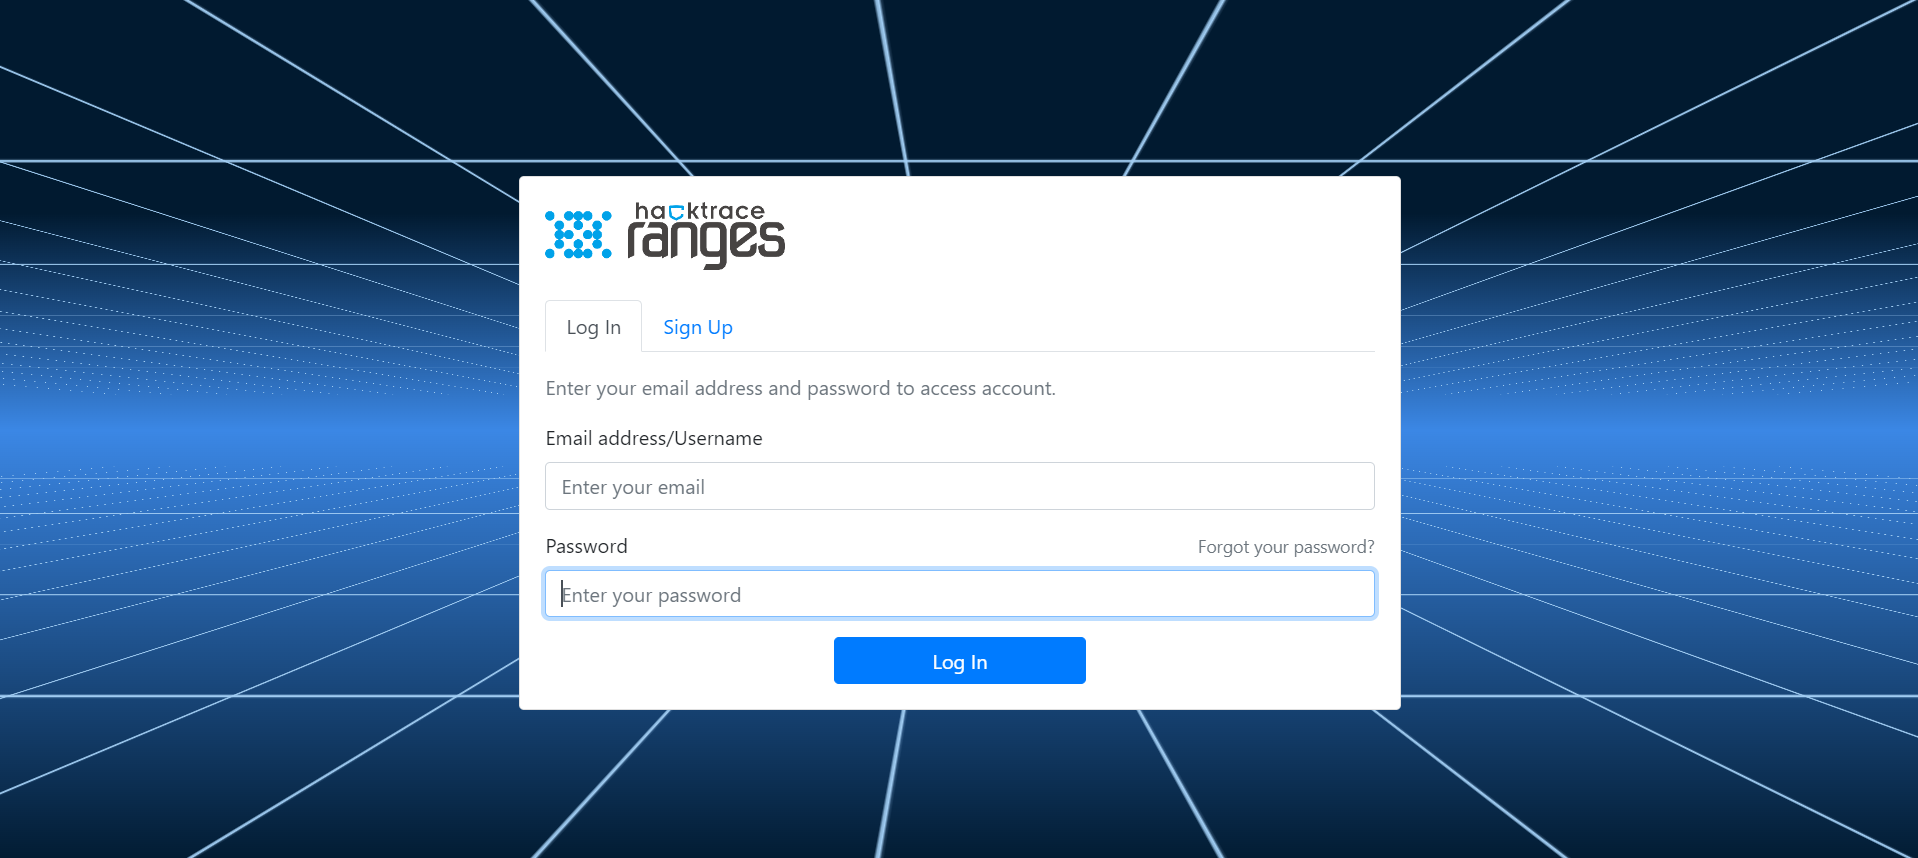 hacktrace
ranges
Log In
Sign Up
Enter your email address and password to access account.
Email address/Username
Enter your email
Password
Forgot your password?
Enter your password
Log In